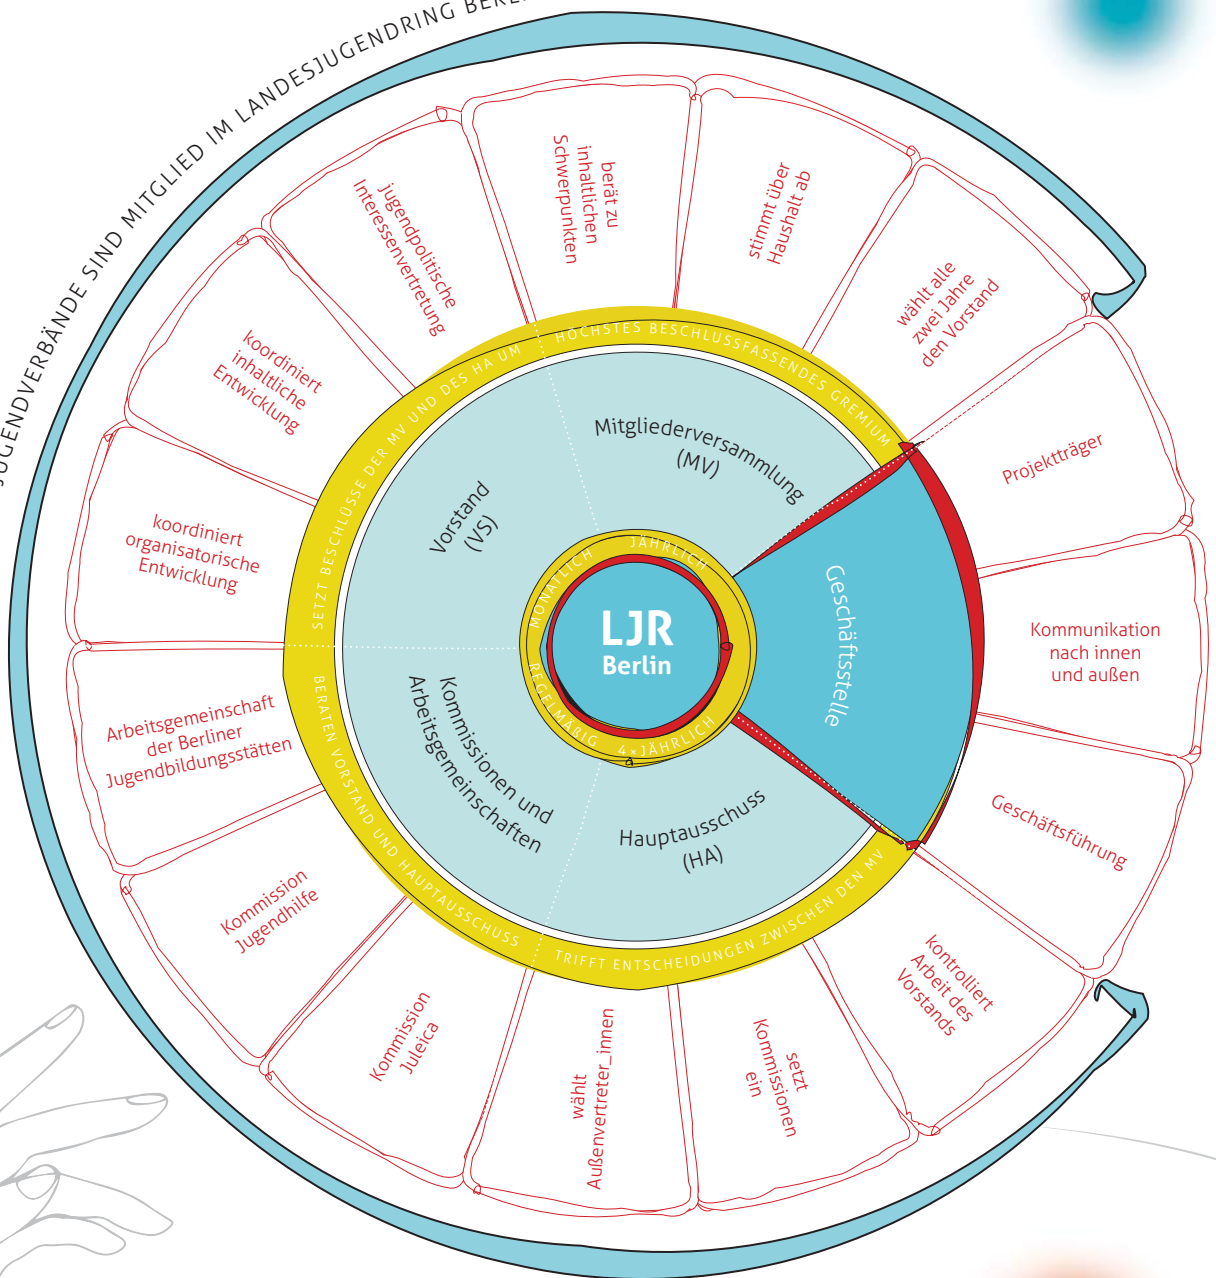 JUGENDVERBÄNDE SIND MITGLIED IM LANDESJUGENDRING
berät zu
inhaltlichen
Schwerpunkten
stimmt über
Haushalt ab
wählt alle
zwei Jahre
den Vorstand
Projektträger
Kommunikation
nach innen
und außen
Geschäftsführung
kontrolliert
Arbeit des
Vorstands
setzt
Kommissionen
ein
wählt
Außenvertreter_innen
Kommission
Juleica
Kommission
Jugendhilfe
Arbeitsgemeinschaft
der Berliner
Jugendbildungsstätten
koordiniert
organisatorische
Entwicklung
koordiniert
inhaltliche
Entwicklung
jugendpolitische
Interessenvertretung
HÖCHSTES BESCHLUSSFASSENDES GREMIUM
TRIFFT ENTSCHEIDUNGEN ZWISCHEN DEN MV
BERATEN VORSTAND UND HAUPTAUSSCHUSS
SETZT BESCHLÜSSE DER MV UND DES HA UM
Mitgliederversammlung
(MV)
Geschäftsstelle
Hauptausschuss
(HA)
Kommissionen und
Arbeitsgemeinschaften
Vorstand
(VS)
JÄHRLICH
4×JÄHRLICH
REGELMÄßIG
MONATLICH
LJR
Berlin